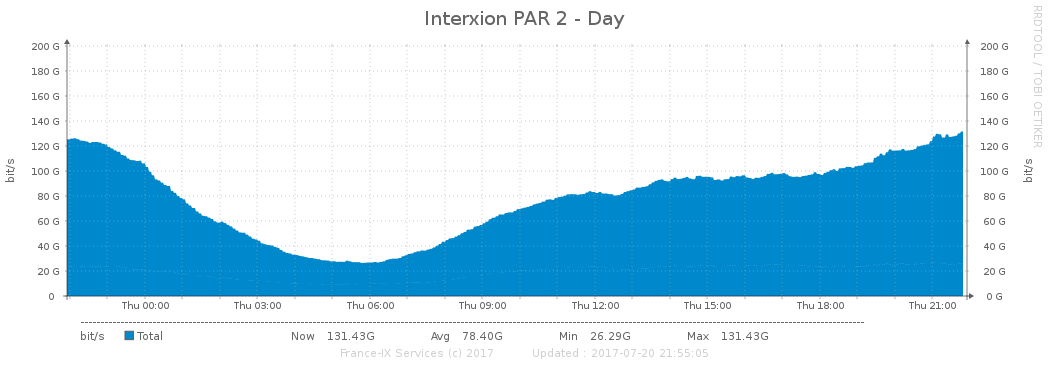 Interxion PAR 2 - Day
RRDTOOL / TOBI OETIKER
bit/s
bit/s
200 G 200 G
180 G 180 G
160 G 160 G
140 G 140 G
120 G 120 G
100 G 100 G
80 G 80 G
60 G 60 G
40 G 40 G
20 G 20 G
0 0 G
Thu 00:00 Thu 03:00 Thu 06:00 Thu 09:00 Thu 12:00 Thu 15:00 Thu 18:00 Thu 21:00
bit/s Total Now 131.43G Avg 78.40G Min 26.29G Max 131.43G
France-IX Services (c) 2017 Updated : 2017-07-20 21:55:05